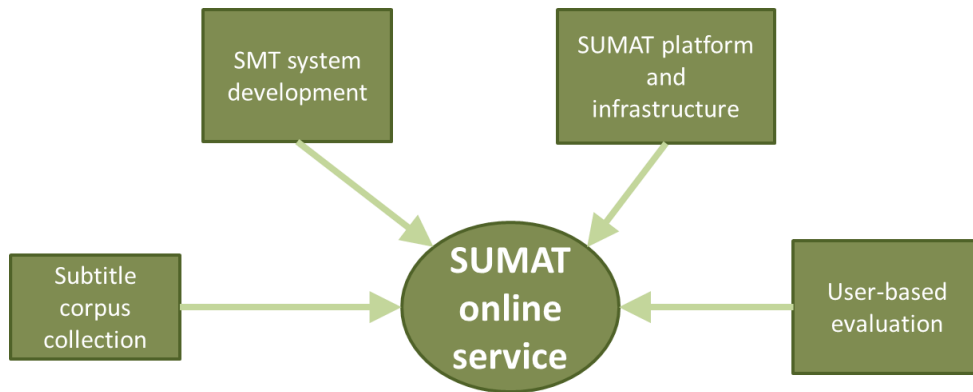 SMT system
development
SUMAT platform
and
infrastructure
Subtitle
corpus
collection
SUMAT
online
service
User-based
evaluation